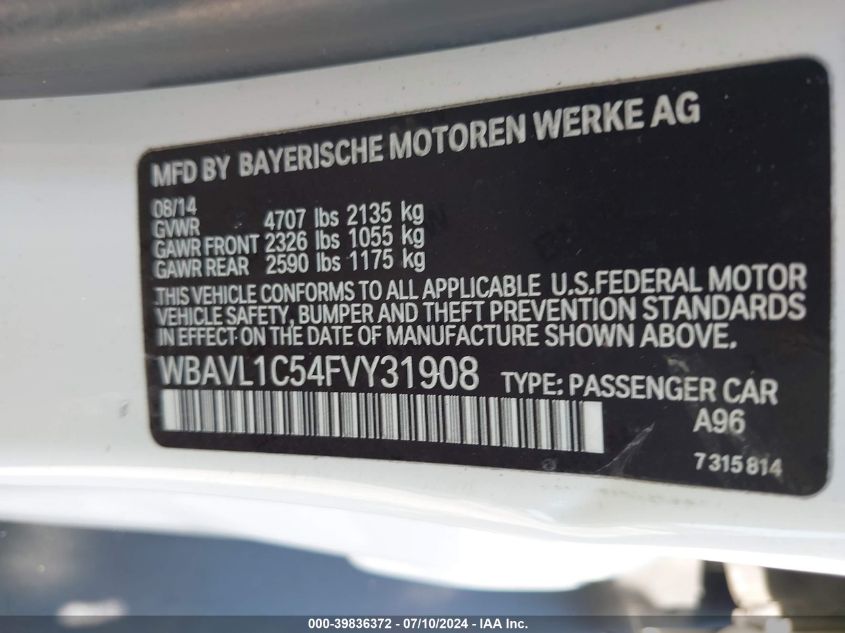 MFD BY BAYERISCHE MOTOREN WERKE AG
08/14
GVWR 4707 lbs 2135 kg
GAWR FRONT 2326 lbs 1055 kg
GAWR REAR 2590 lbs 1175 kg
THIS VEHICLE CONFORMS TO ALL APPLICABLE U.S.FEDERAL MOTOR
VEHICLE SAFETY, BUMPER AND THEFT PREVENTION STANDARDS
IN EFFECT ON THE DATE OF MANUFACTURE SHOWN ABOVE.
WBAVL1C54FVY31908 TYPE: PASSENGER CAR
A96
7315814
000-39836372 / 07/10/2024 - IAA Inc.